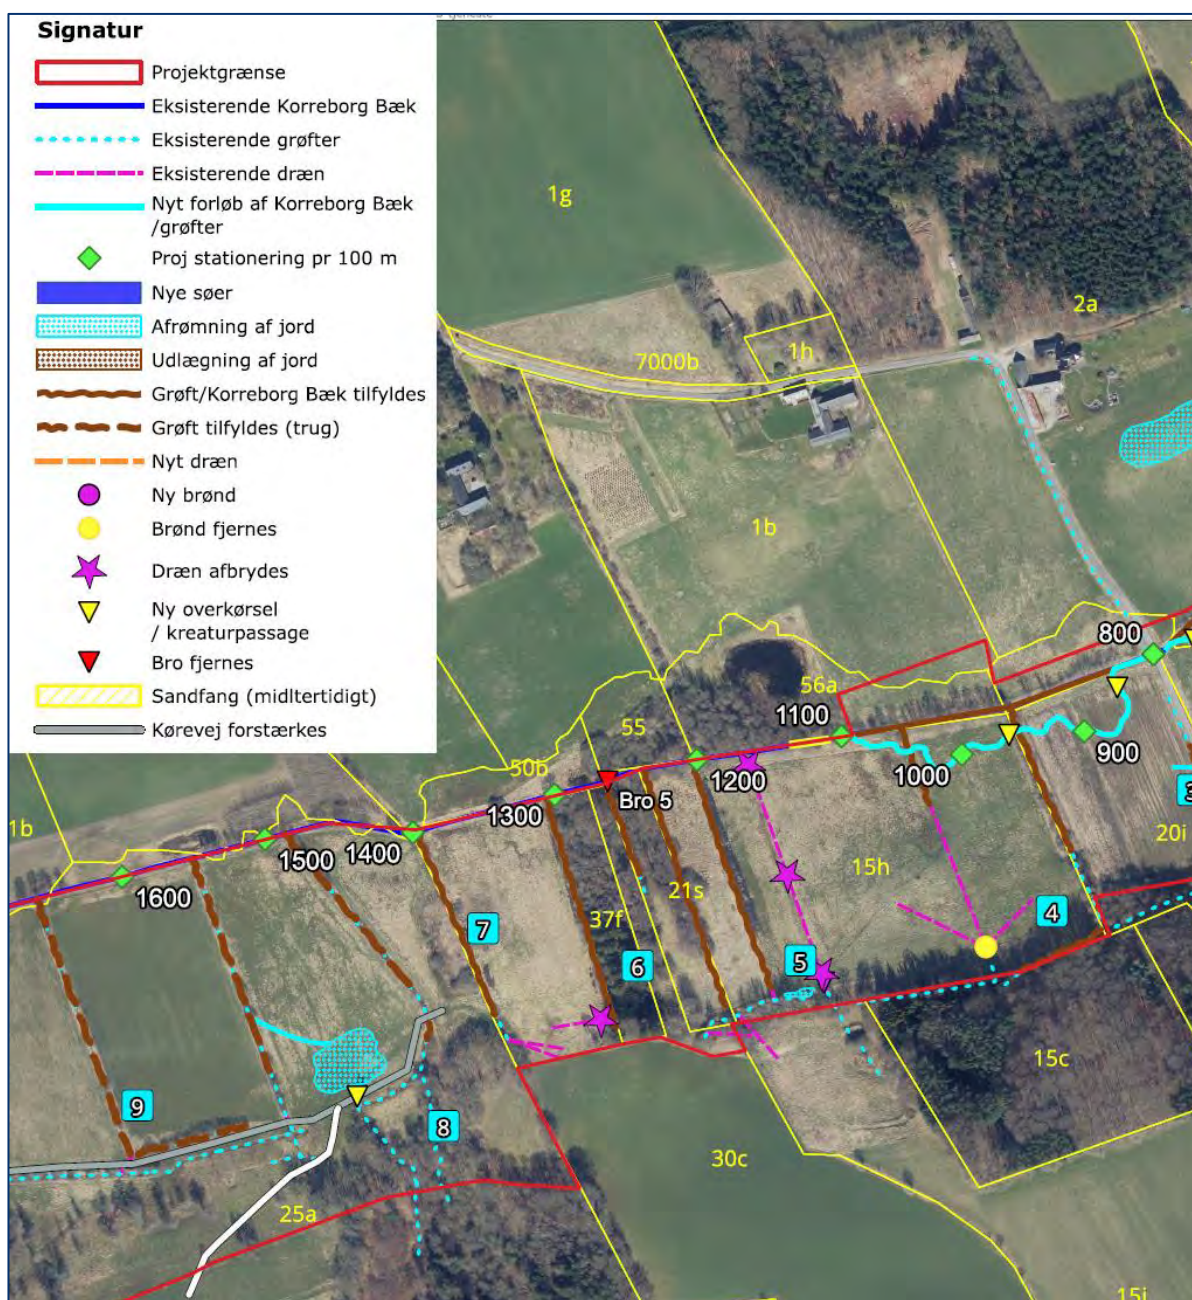 tjeneste
Signatur
Projektgrænse
Eksisterende Korreborg Bæk
Eksisterende grøfter
Eksisterende dræn
Nyt forløb af Korreborg Bæk
/grøfter
Proj stationering pr 100 m
Nye søer
Afrømning af jord
Udlægning af jord
Grøft/Korreborg Bæk tilfyldes
Grøft tilfyldes (trug)
Nyt dræn
Ny brønd
Brønd fjernes
Dræn afbrydes
Ny overkørsel
/ kreaturpassage
Bro fjernes
Sandfang (midltertidigt)
Kørevej forstærkes
1g
2a
7000b
1h
1b
800
56a
1100
55
900
1000
1200
50b
Bro 5
1300
3
1b
1400
1500
20i
1600
15h
21s
4
37f
7
5
6
15c
9
8
30c
25a
15i